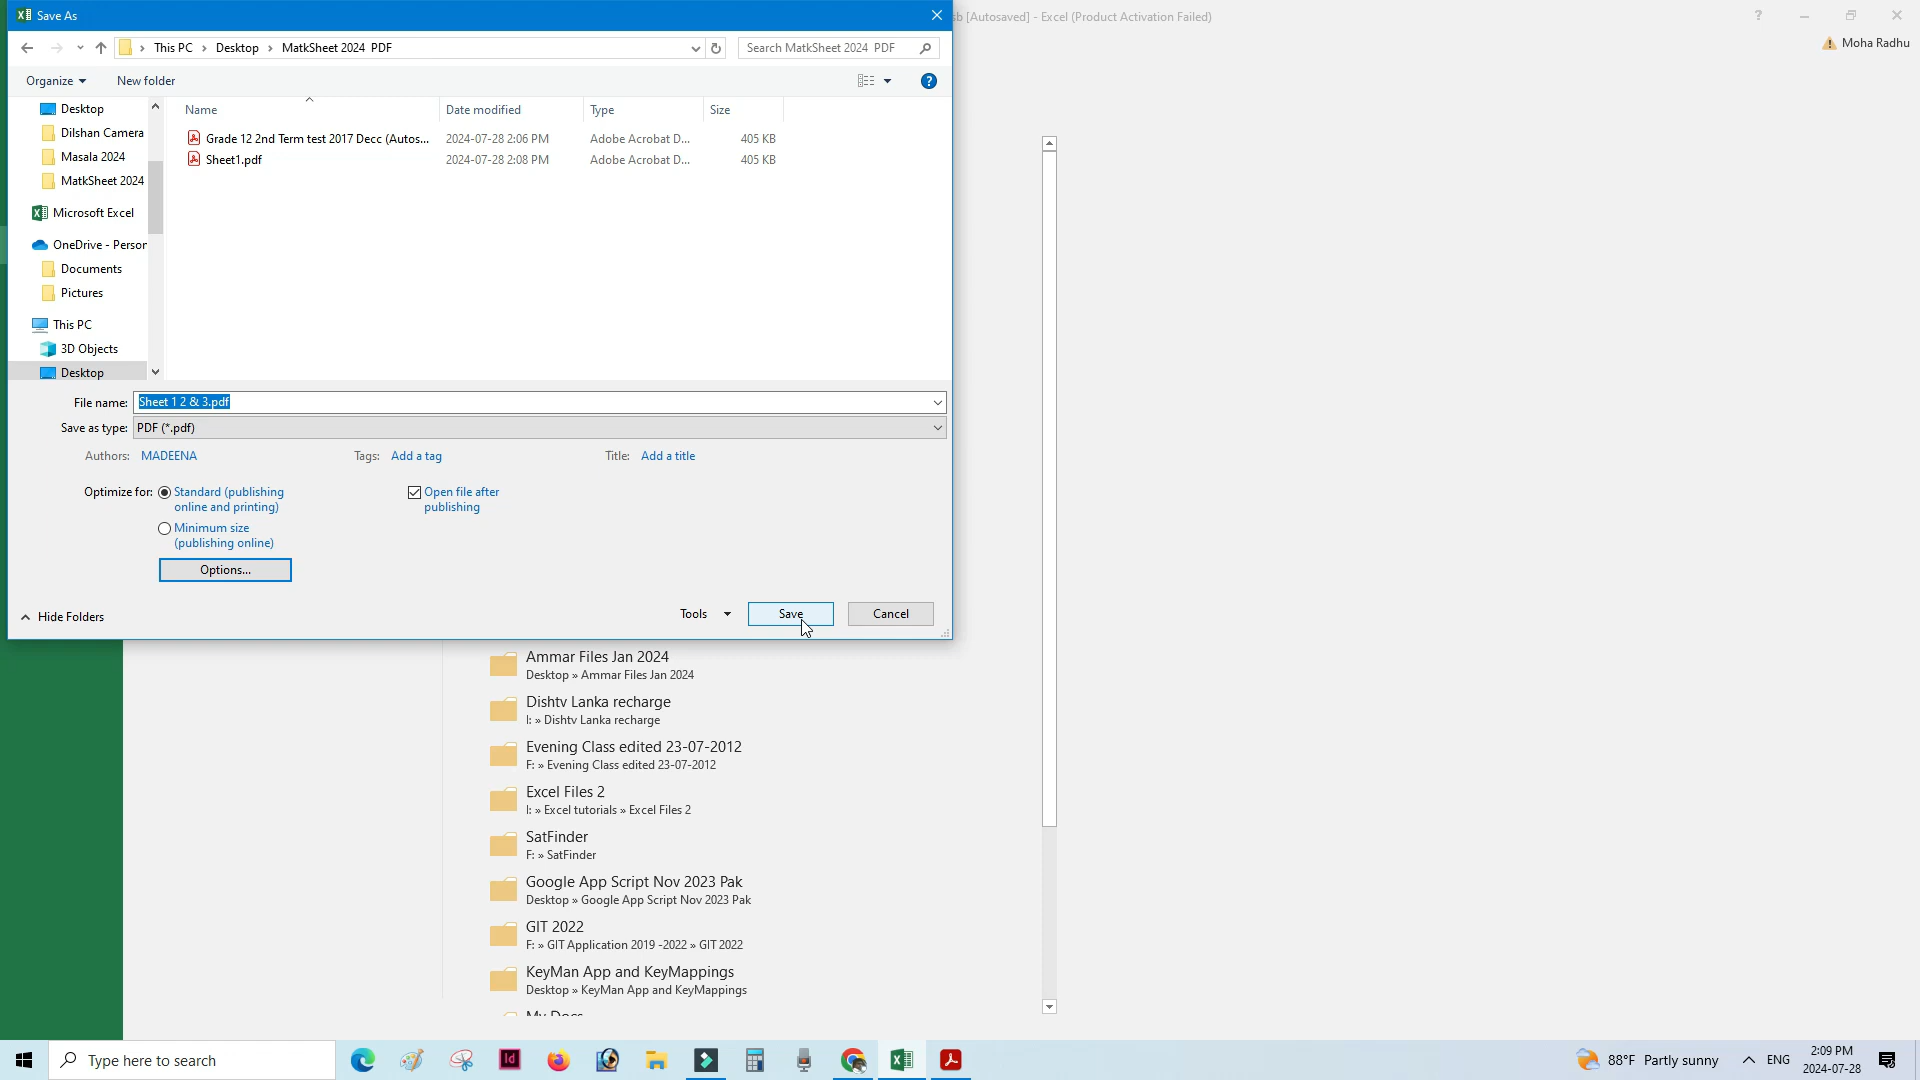 Save As
sb [Autosaved] - Excel (Product Activation Failed)
?
Moha Radhu
This PC > Desktop > MatkSheet 2024 PDF
Search MatkSheet 2024 PDF
Organize
New folder
?
Name
Date modified
Type
Size
Grade 12 2nd Term test 2017 Decc (Autos...
2024-07-28 2:06 PM
Adobe Acrobat D...
405 KB
Sheet1.pdf
2024-07-28 2:08 PM
Adobe Acrobat D...
405 KB
Desktop
Dilshan Camera
Masala 2024
MatkSheet 2024
Microsoft Excel
OneDrive - Person
Documents
Pictures
This PC
3D Objects
Desktop
File name: Sheet 1 2 & 3.pdf
Save as type: PDF (*.pdf)
Authors: MADEENA
Tags: Add a tag
Title: Add a title
Optimize for: Standard (publishing
online and printing)
Open file after
publishing
Minimum size
(publishing online)
Options...
Hide Folders
Tools
Save
Cancel
Ammar Files Jan 2024
Desktop » Ammar Files Jan 2024
Dishtv Lanka recharge
I: » Dishtv Lanka recharge
Evening Class edited 23-07-2012
F: » Evening Class edited 23-07-2012
Excel Files 2
I: » Excel tutorials » Excel Files 2
SatFinder
F: » SatFinder
Google App Script Nov 2023 Pak
Desktop » Google App Script Nov 2023 Pak
GIT 2022
F: » GIT Application 2019 -2022 » GIT 2022
KeyMan App and KeyMappings
Desktop » KeyMan App and KeyMappings
My Docs
Type here to search
Id
88°F Partly sunny
ENG
2:09 PM
2024-07-28